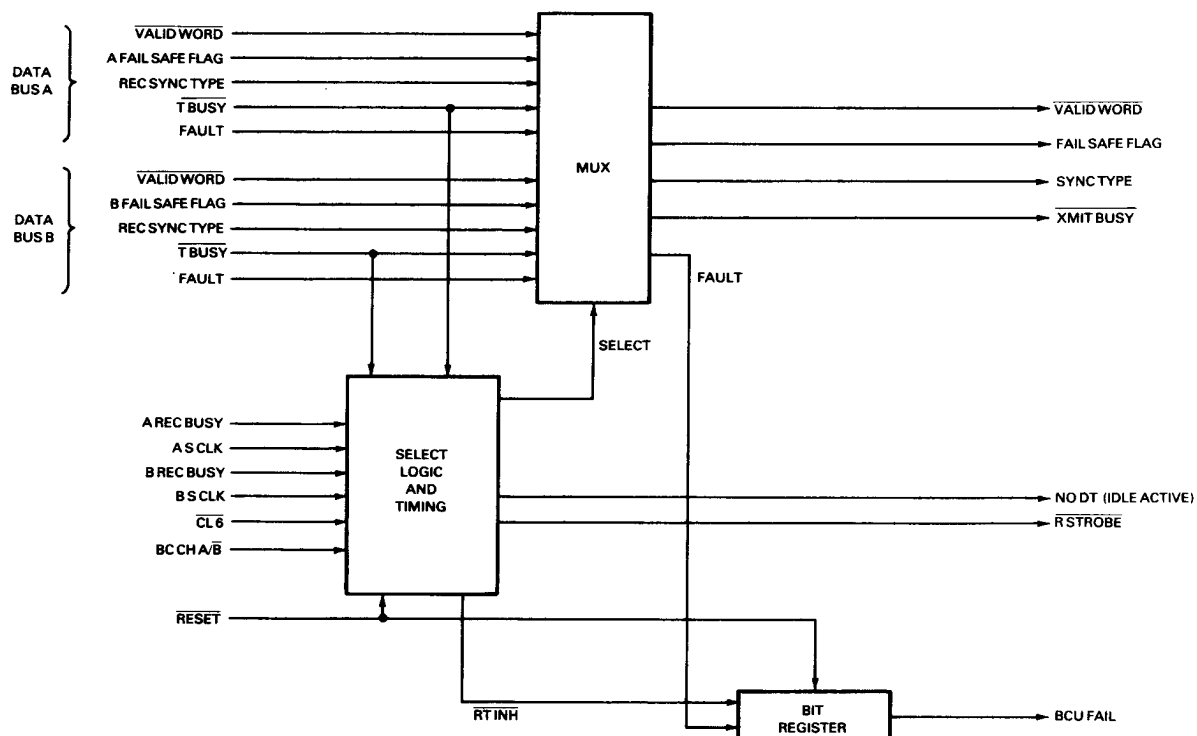 DATA
BUS A
VALID WORD
A FAIL SAFE FLAG
REC SYNC TYPE
T BUSY
FAULT
DATA
BUS B
VALID WORD
B FAIL SAFE FLAG
REC SYNC TYPE
T BUSY
FAULT
MUX
VALID WORD
FAIL SAFE FLAG
SYNC TYPE
XMIT BUSY
FAULT
SELECT
A REC BUSY
A S CLK
B REC BUSY
B S CLK
CL 6
BC CH A/B
SELECT
LOGIC
AND
TIMING
NO DT (IDLE ACTIVE)
R STROBE
RESET
RT INH
BIT
REGISTER
BCU FAIL